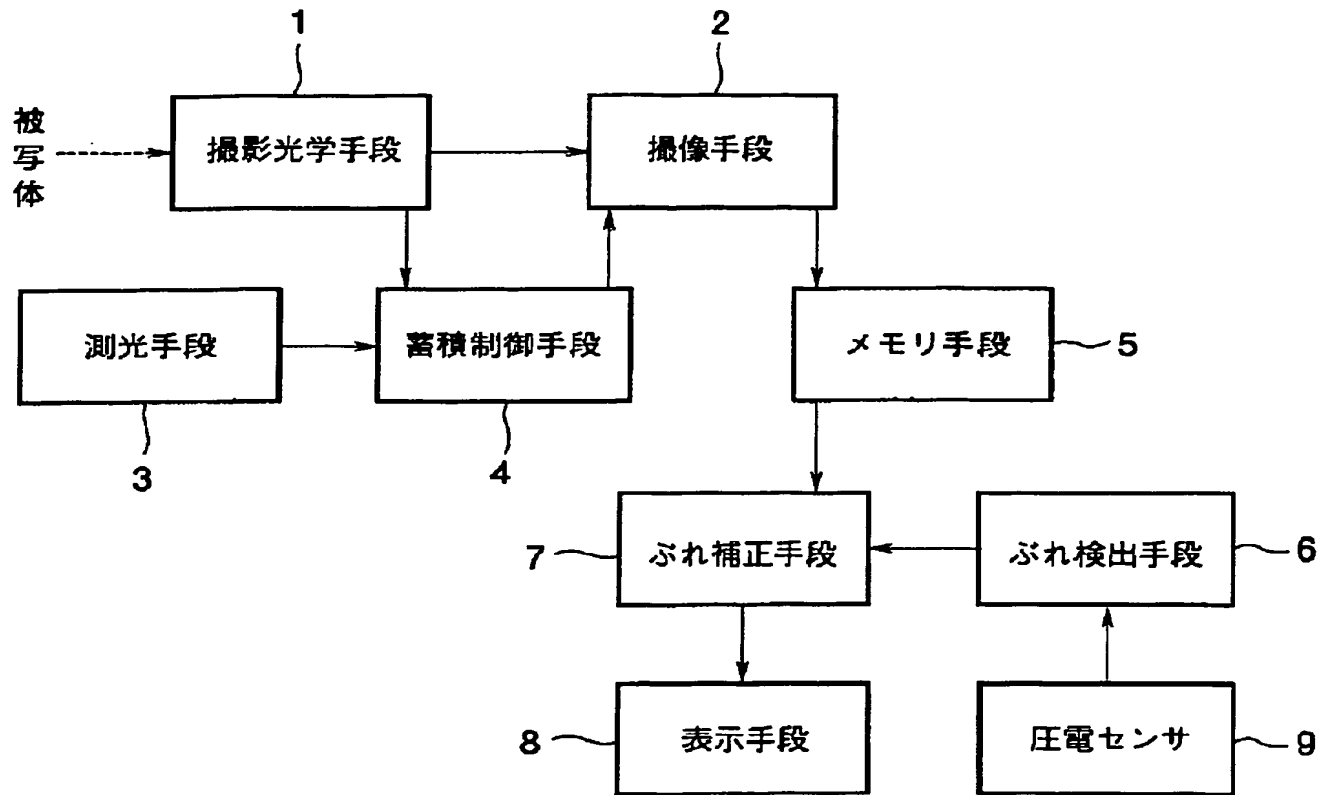 1
2
被写体
撮影光学手段
撮像手段
測光手段
蓄積制御手段
メモリ手段
5
3
4
7
ぶれ補正手段
ぶれ検出手段
6
8
表示手段
圧電センサ
9